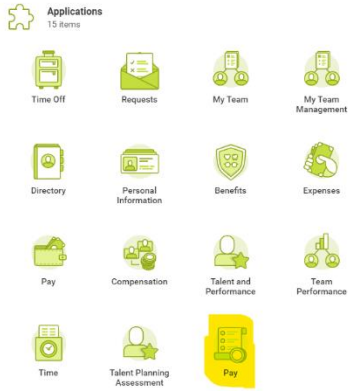 Applications
15 items
Time Off
Requests
My Team
My Team
Management
Directory
Personal
Information
Benefits
Expenses
Pay
Compensation
Talent and
Performance
Team
Performance
Time
Talent Planning
Assessment
Pay